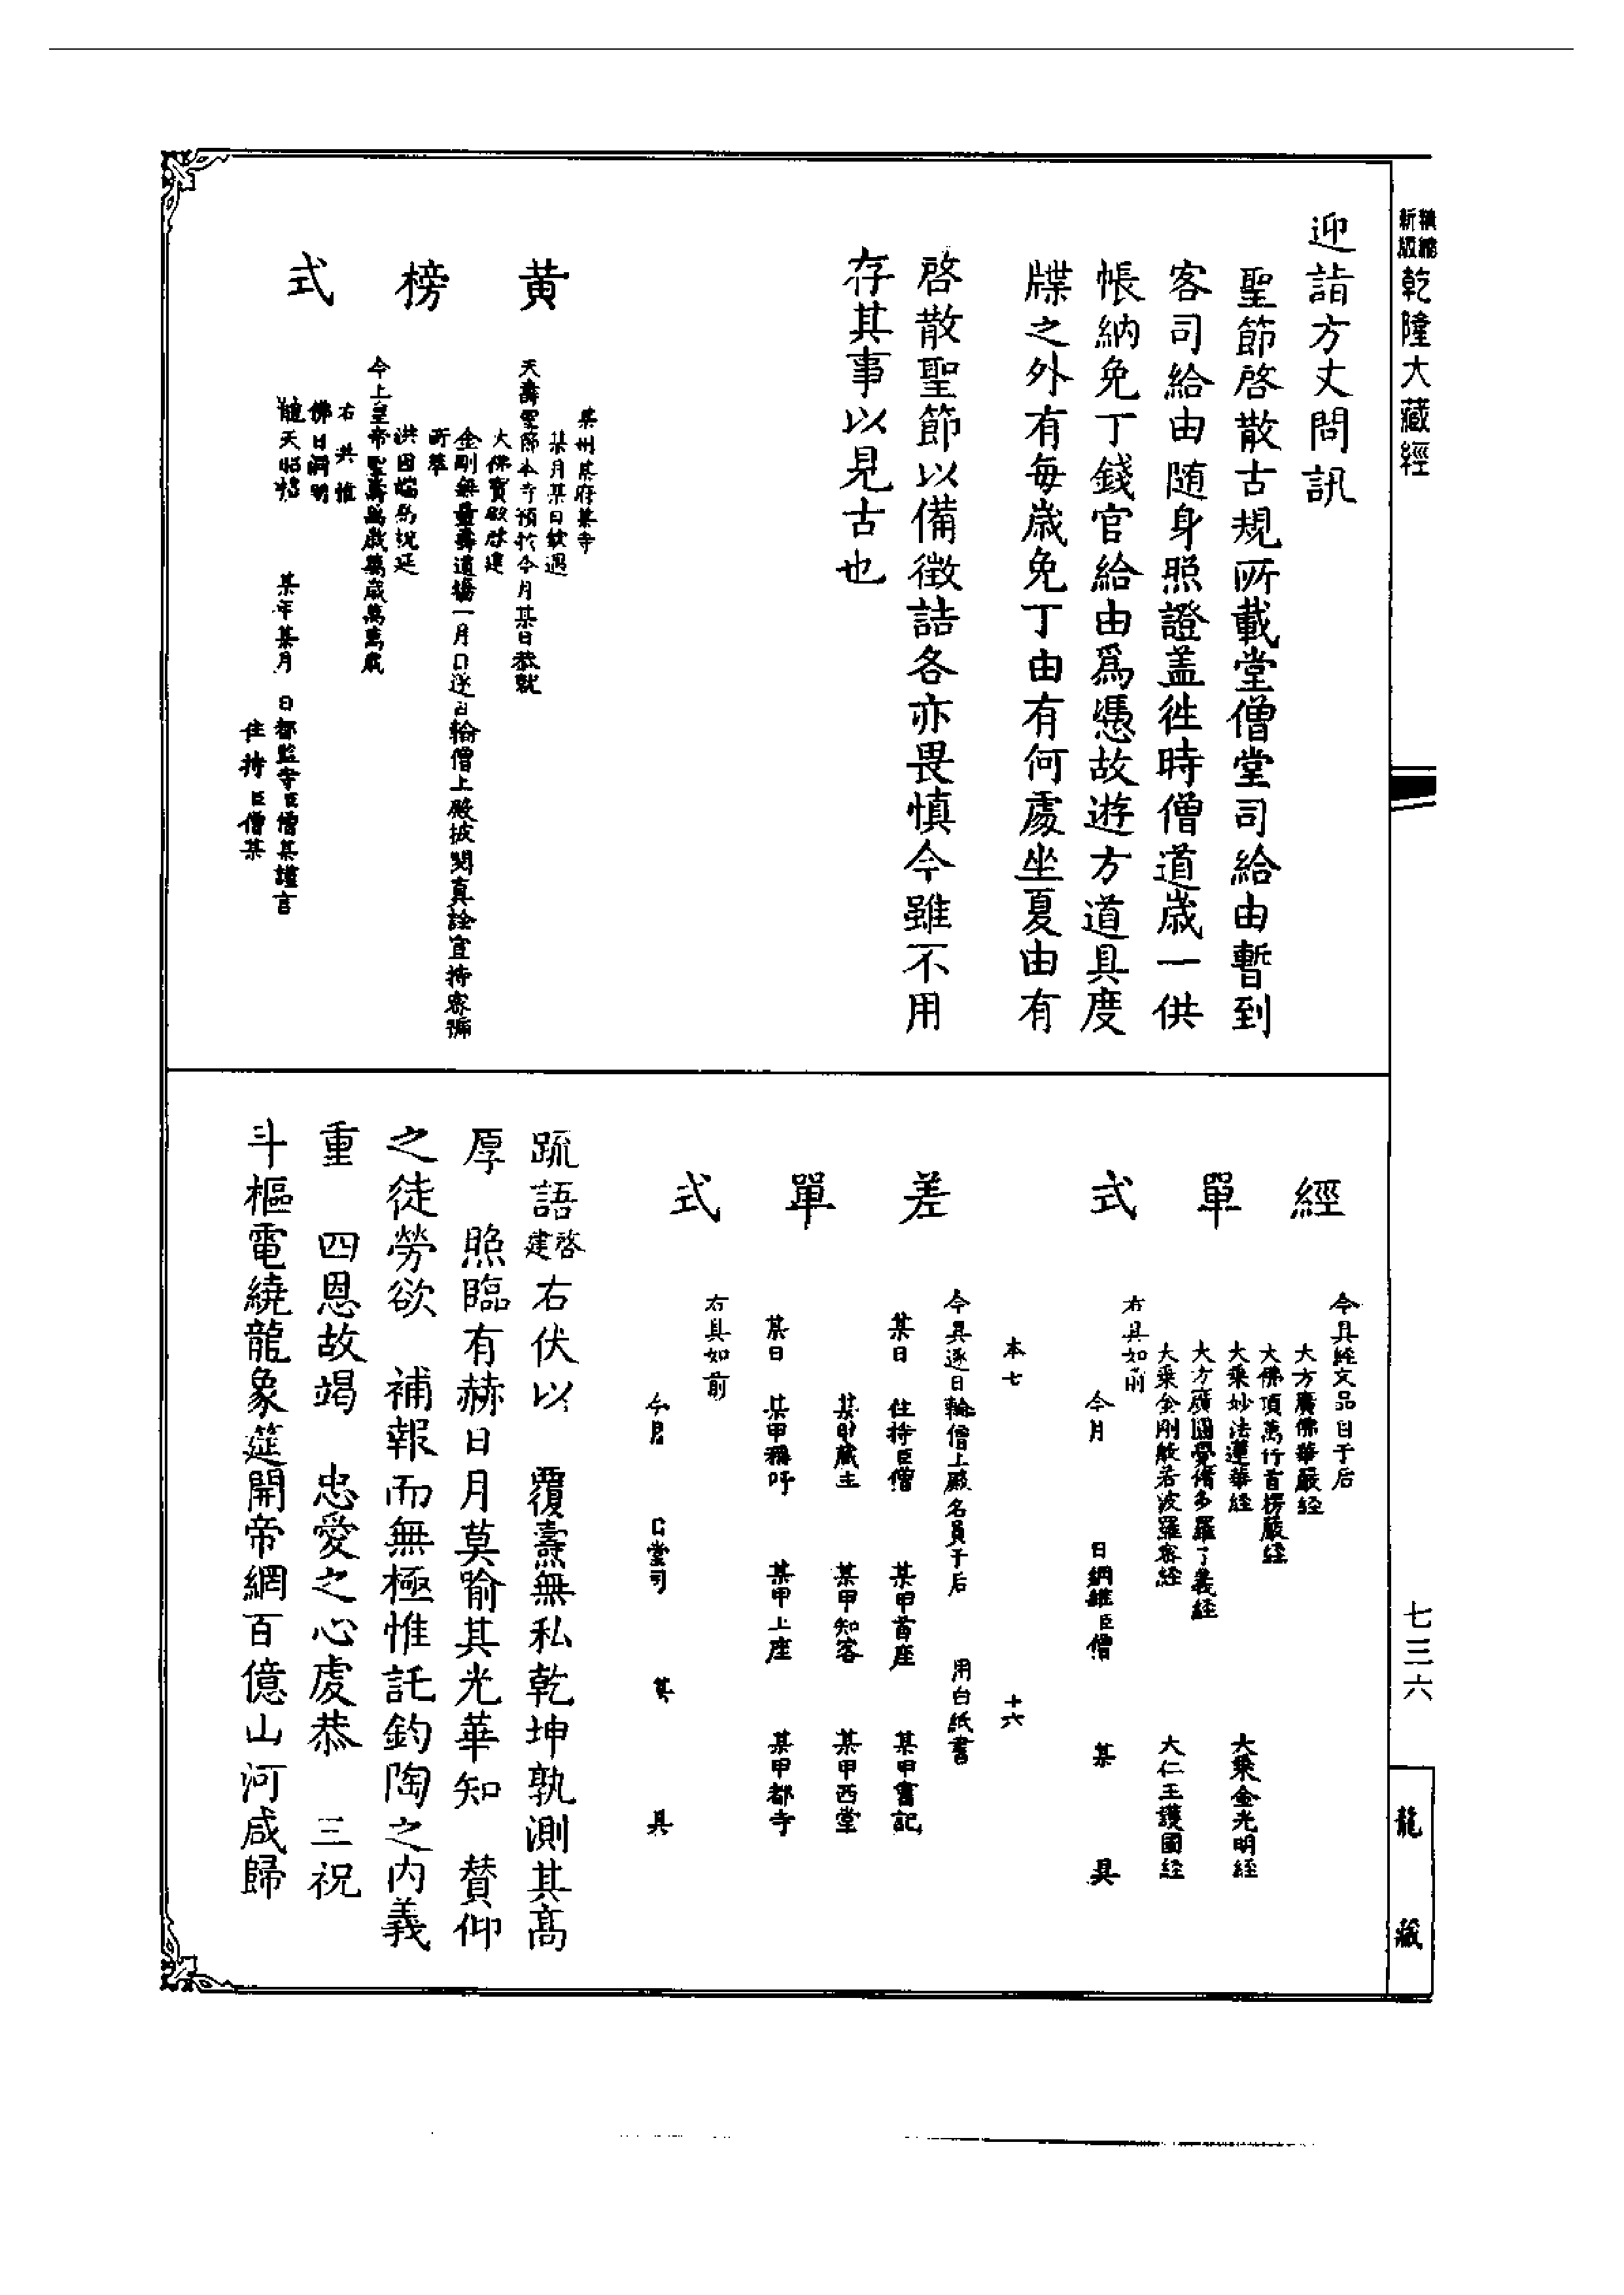 精縮新版乾隆大藏經
七三六
龍藏
迎詣方丈問訊
聖節啓散古規所載堂僧堂司給由暫到
客司給由随身照證盖徃時僧道歲一供
帳納免丁錢官給由爲憑故遊方道具度
牒之外有每歲免丁由有何處坐夏由有
啓散聖節以備徵詰各亦畏慎今雖不用
存其事以見古也
黄榜式
某州某府某寺
某月某日欽遇
天壽聖節本寺預於今月某日恭就
大佛寶殿啓建
金剛無量壽道塲一月日逐日輪僧上殿披閱真詮宣持密號
所萃
洪因端爲祝延
今上皇帝聖壽萬歲萬歲萬萬歲
右共惟
佛日洞明
龍天昭格
某年某月 日都監寺臣僧某謹言
住持臣僧某
經單式
今具經文品目于后
大方廣佛華嚴經
大佛頂萬行首楞嚴經
大乘妙法蓮華經 大乘金光明經
大方廣圓覺脩多羅了義經
大乘金剛般若波羅密經 大仁王護國經
右具如前
今月 日綱維臣僧 某 具
本七 十六
差單式
今具逐日輪僧上殿名員于后 用白紙書
某日 住持臣僧 某甲首座 某甲書記
某甲藏主 某甲知客 某甲西堂
某日 某甲稱呼 某甲上座 某甲都寺
右具如前
今月 日堂司 某 具
疏語啓建右伏以 覆燾無私乾坤孰測其高
厚 照臨有赫日月莫喻其光華知 賛仰
之徒勞欲 補報而無極惟託鈞陶之内義
重 四恩故竭 忠愛之心虔恭 三祝
斗樞電繞龍象筵開帝網百億山河咸歸